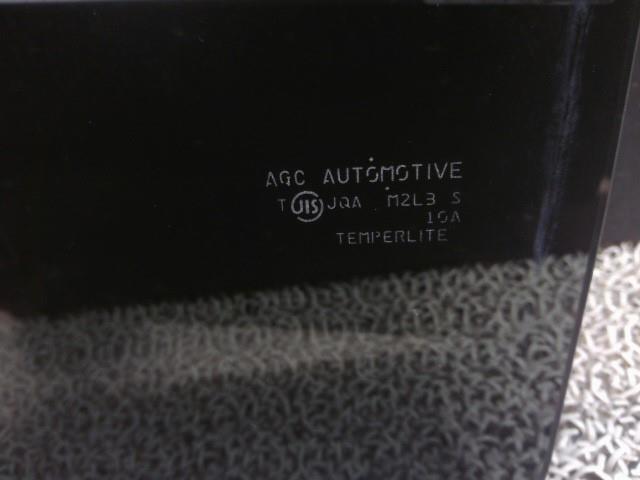 AGC AUTOMOTIVE
T JIS JQA M2L3 S
10A
TEMPERLITE